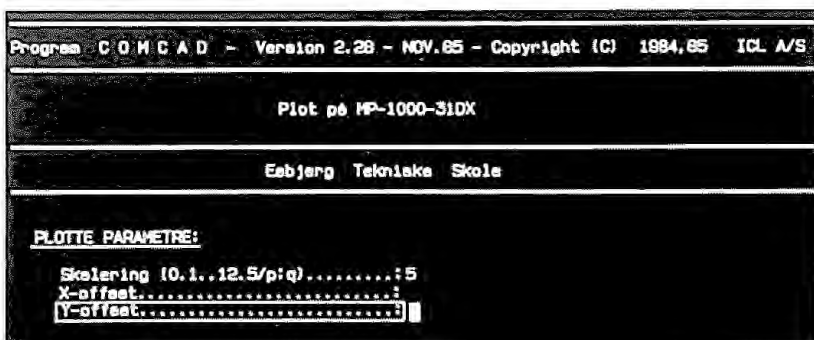 Program C O M C A D - Version 2.28 - NOV.85 - Copyright (C) 1984,85 ICL A/S
Plot på MP-1000-31DX
Esbjerg Tekniske Skole
PLOTTE PARAMETRE:
Skalering (0.1..12.5/p:q).........:5
X-offset..........................:
Y-offset..........................: